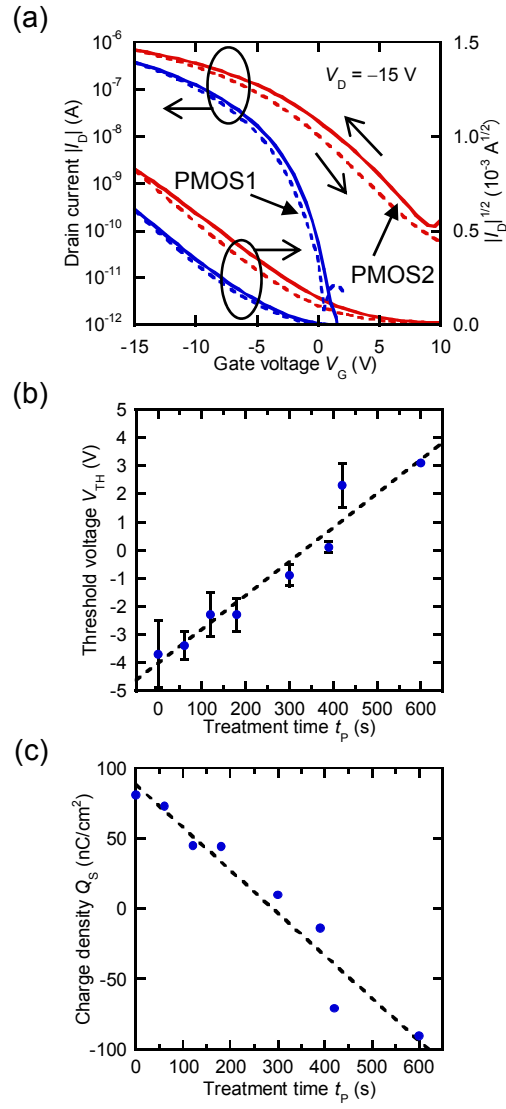 (a)
10⁻⁶
10⁻⁷
10⁻⁸
10⁻⁹
10⁻¹⁰
10⁻¹¹
10⁻¹²
Drain current |I_D| (A)
V_D = −15 V
PMOS1
PMOS2
1.5
1.0
0.5
0.0
|I_D|^1/2 (10⁻³ A^1/2)
-15 -10 -5 0 5 10
Gate voltage V_G (V)
(b)
5
4
3
2
1
0
-1
-2
-3
-4
-5
Threshold voltage V_TH (V)
0 100 200 300 400 500 600
Treatment time t_P (s)
(c)
100
50
0
-50
-100
Charge density Q_S (nC/cm²)
0 100 200 300 400 500 600
Treatment time t_P (s)